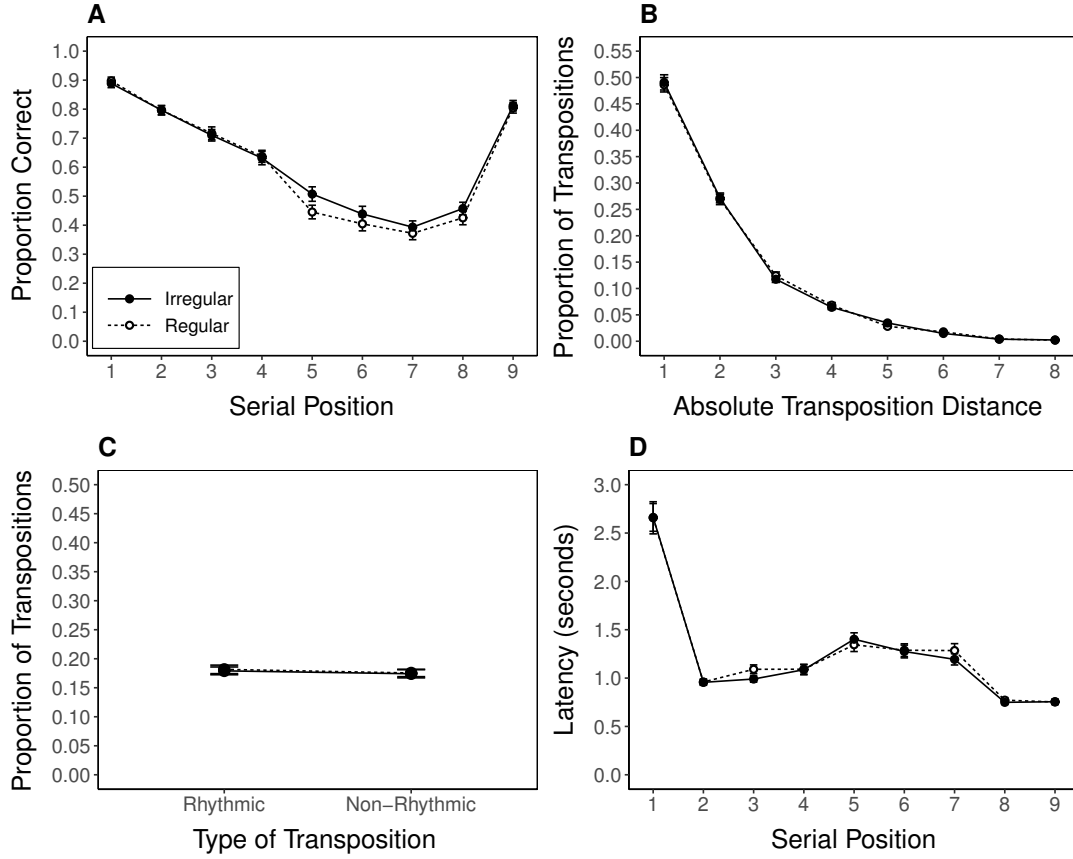 A
Proportion Correct
1.0
0.9
0.8
0.7
0.6
0.5
0.4
0.3
0.2
0.1
0.0
Irregular
Regular
1 2 3 4 5 6 7 8 9
Serial Position
B
Proportion of Transpositions
0.55
0.50
0.45
0.40
0.35
0.30
0.25
0.20
0.15
0.10
0.05
0.00
1 2 3 4 5 6 7 8
Absolute Transposition Distance
C
Proportion of Transpositions
0.50
0.45
0.40
0.35
0.30
0.25
0.20
0.15
0.10
0.05
0.00
Rhythmic Non−Rhythmic
Type of Transposition
D
Latency (seconds)
3.0
2.5
2.0
1.5
1.0
0.5
0.0
1 2 3 4 5 6 7 8 9
Serial Position